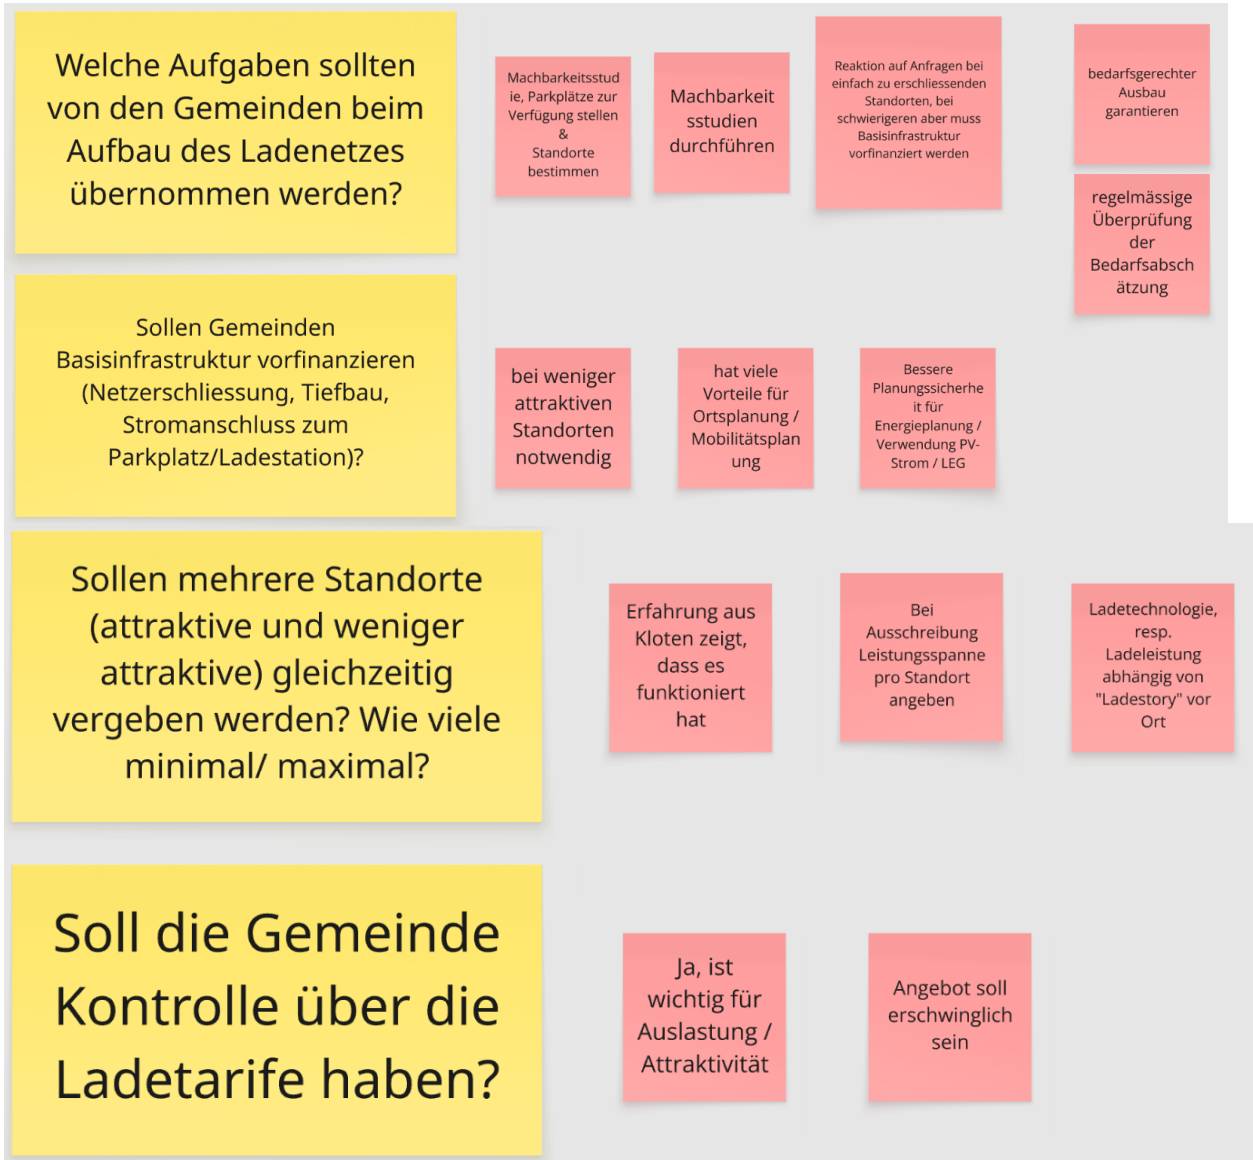 Welche Aufgaben sollten
von den Gemeinden beim
Aufbau des Ladenetzes
übernommen werden?
Machbarkeitsstud
ie, Parkplätze zur
Verfügung stellen
&
Standorte
bestimmen
Machbarkeit
sstudien
durchführen
Reaktion auf Anfragen bei
einfach zu erschliessenden
Standorten, bei
schwierigeren aber muss
Basisinfrastruktur
vorfinanziert werden
bedarfsgerechter
Ausbau
garantieren
regelmässige
Überprüfung
der
Bedarfsabsch
ätzung
Sollen Gemeinden
Basisinfrastruktur vorfinanzieren
(Netzerschliessung, Tiefbau,
Stromanschluss zum
Parkplatz/Ladestation)?
bei weniger
attraktiven
Standorten
notwendig
hat viele
Vorteile für
Ortsplanung /
Mobilitätsplan
ung
Bessere
Planungssicherhe
it für
Energieplanung /
Verwendung PV-
Strom / LEG
Sollen mehrere Standorte
(attraktive und weniger
attraktive) gleichzeitig
vergeben werden? Wie viele
minimal/ maximal?
Erfahrung aus
Kloten zeigt,
dass es
funktioniert
hat
Bei
Ausschreibung
Leistungsspanne
pro Standort
angeben
Ladetechnologie,
resp.
Ladeleistung
abhängig von
"Ladestory" vor
Ort
Soll die Gemeinde
Kontrolle über die
Ladetarife haben?
Ja, ist
wichtig für
Auslastung /
Attraktivität
Angebot soll
erschwinglich
sein